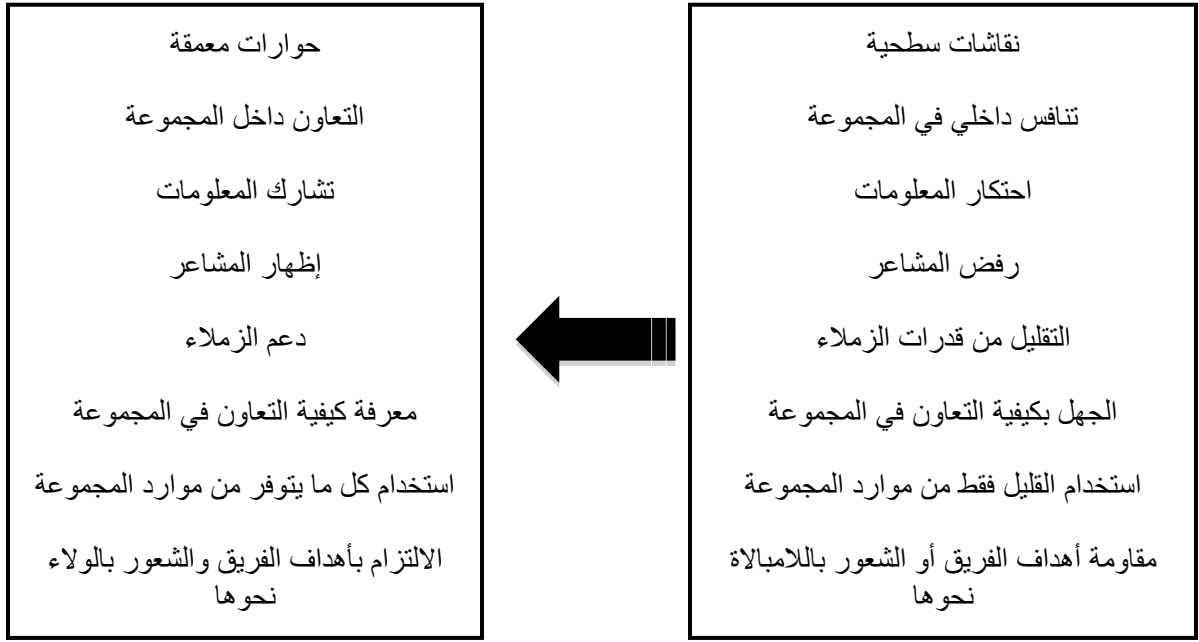 نقاشات سطحية
تنافس داخلي في المجموعة
احتكار المعلومات
رفض المشاعر
التقليل من قدرات الزملاء
الجهل بكيفية التعاون في المجموعة
استخدام القليل فقط من موارد المجموعة
مقاومة أهداف الفريق أو الشعور باللامبالاة
نحوها
حوارات معمقة
التعاون داخل المجموعة
تشارك المعلومات
إظهار المشاعر
دعم الزملاء
معرفة كيفية التعاون في المجموعة
استخدام كل ما يتوفر من موارد المجموعة
الالتزام بأهداف الفريق والشعور بالولاء
نحوها